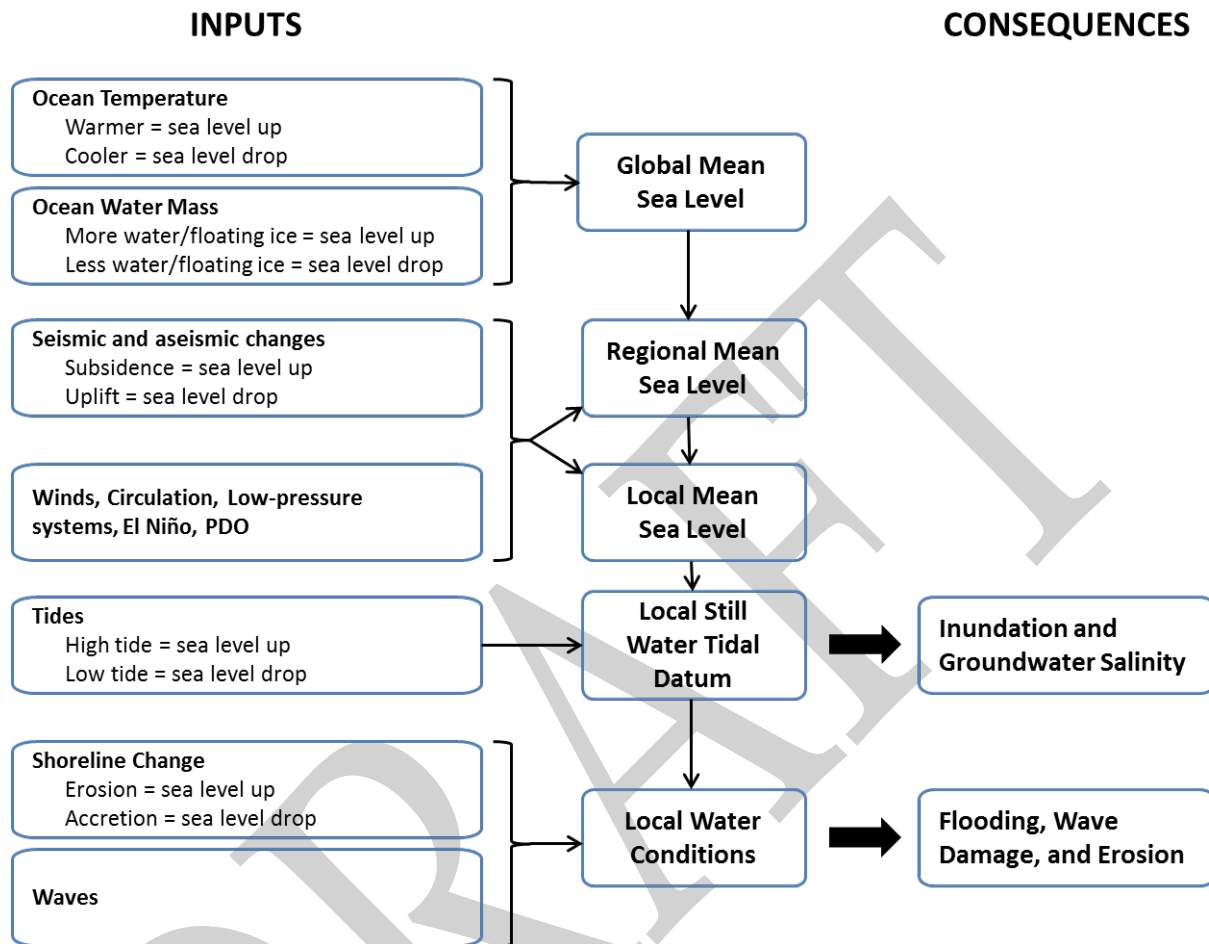 INPUTS
CONSEQUENCES
Ocean Temperature
Warmer = sea level up
Cooler = sea level drop
Ocean Water Mass
More water/floating ice = sea level up
Less water/floating ice = sea level drop
Global Mean
Sea Level
Seismic and aseismic changes
Subsidence = sea level up
Uplift = sea level drop
Regional Mean
Sea Level
Winds, Circulation, Low-pressure
systems, El Niño, PDO
Local Mean
Sea Level
Tides
High tide = sea level up
Low tide = sea level drop
Local Still
Water Tidal
Datum
Inundation and
Groundwater Salinity
Shoreline Change
Erosion = sea level up
Accretion = sea level drop
Waves
Local Water
Conditions
Flooding, Wave
Damage, and Erosion
DRAFT